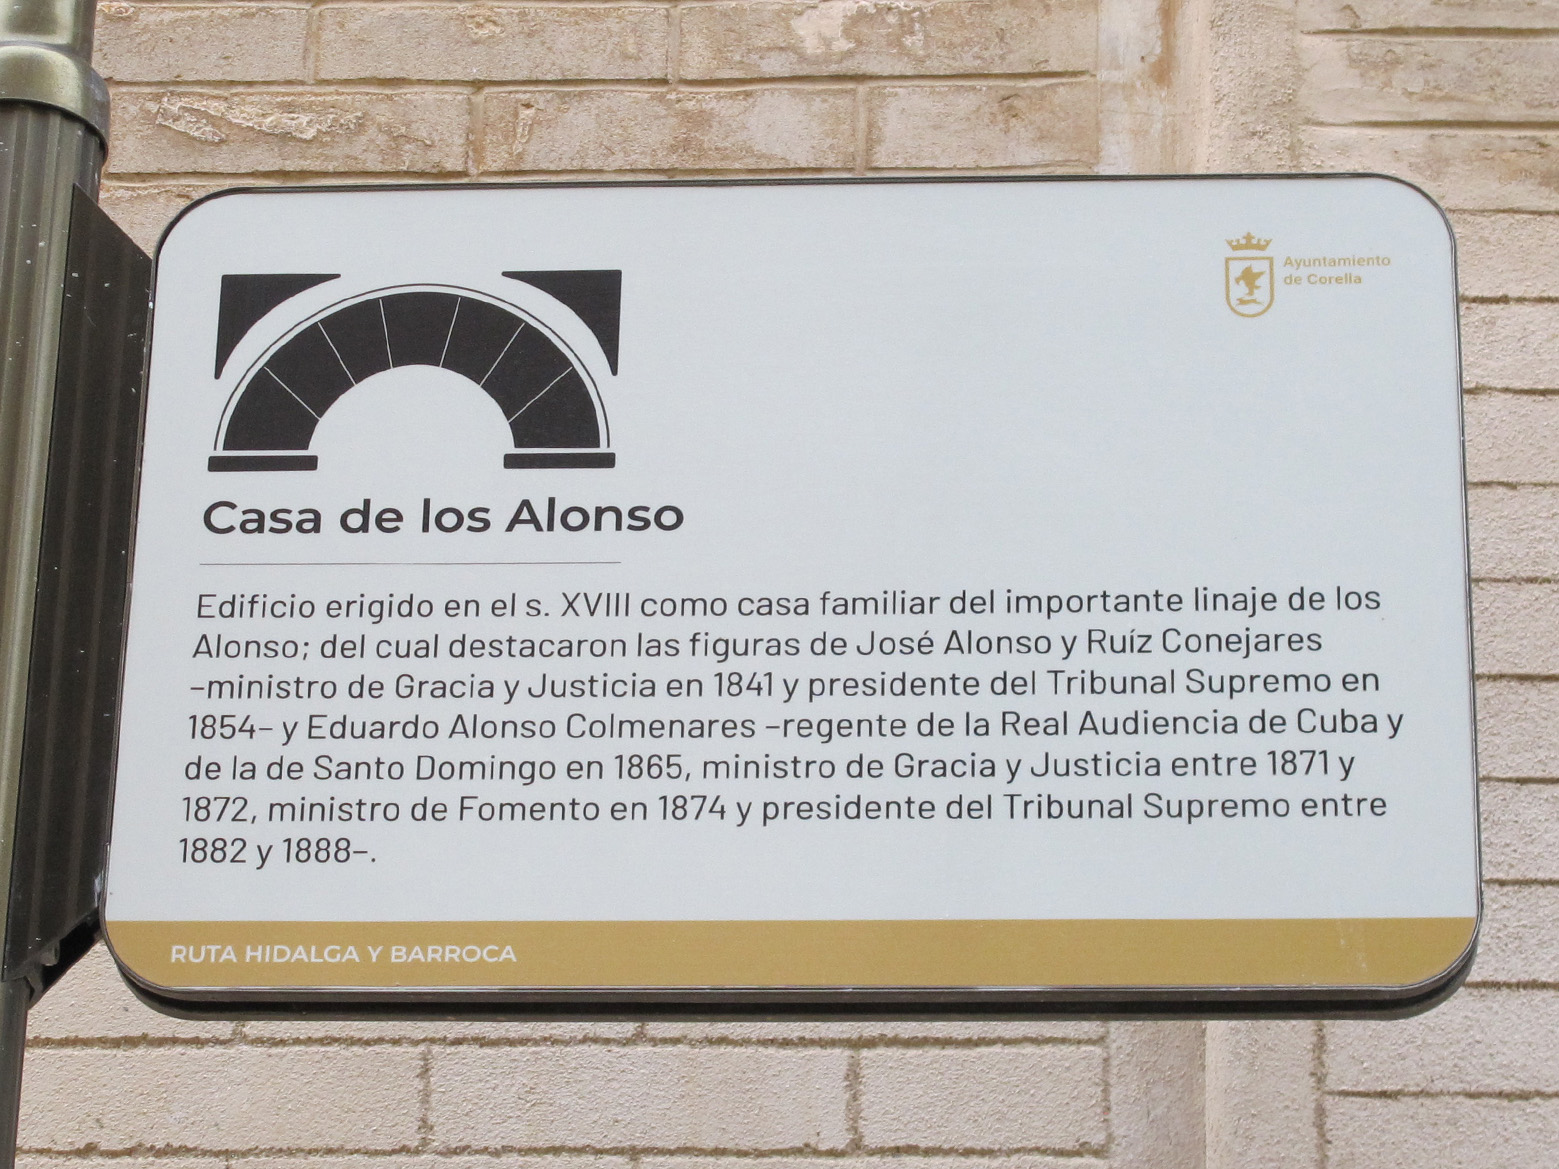 Ayuntamiento
de Corella
Casa de los Alonso
Edificio erigido en el s. XVIII como casa familiar del importante linaje de los
Alonso; del cual destacaron las figuras de José Alonso y Ruíz Conejares
–ministro de Gracia y Justicia en 1841 y presidente del Tribunal Supremo en
1854– y Eduardo Alonso Colmenares –regente de la Real Audiencia de Cuba y
de la de Santo Domingo en 1865, ministro de Gracia y Justicia entre 1871 y
1872, ministro de Fomento en 1874 y presidente del Tribunal Supremo entre
1882 y 1888–.
RUTA HIDALGA Y BARROCA